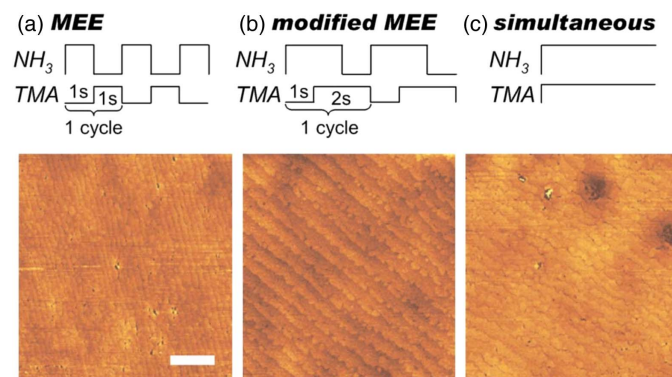 (a) MEE
NH3
TMA 1s 1s
1 cycle
(b) modified MEE
NH3
TMA 1s 2s
1 cycle
(c) simultaneous
NH3
TMA